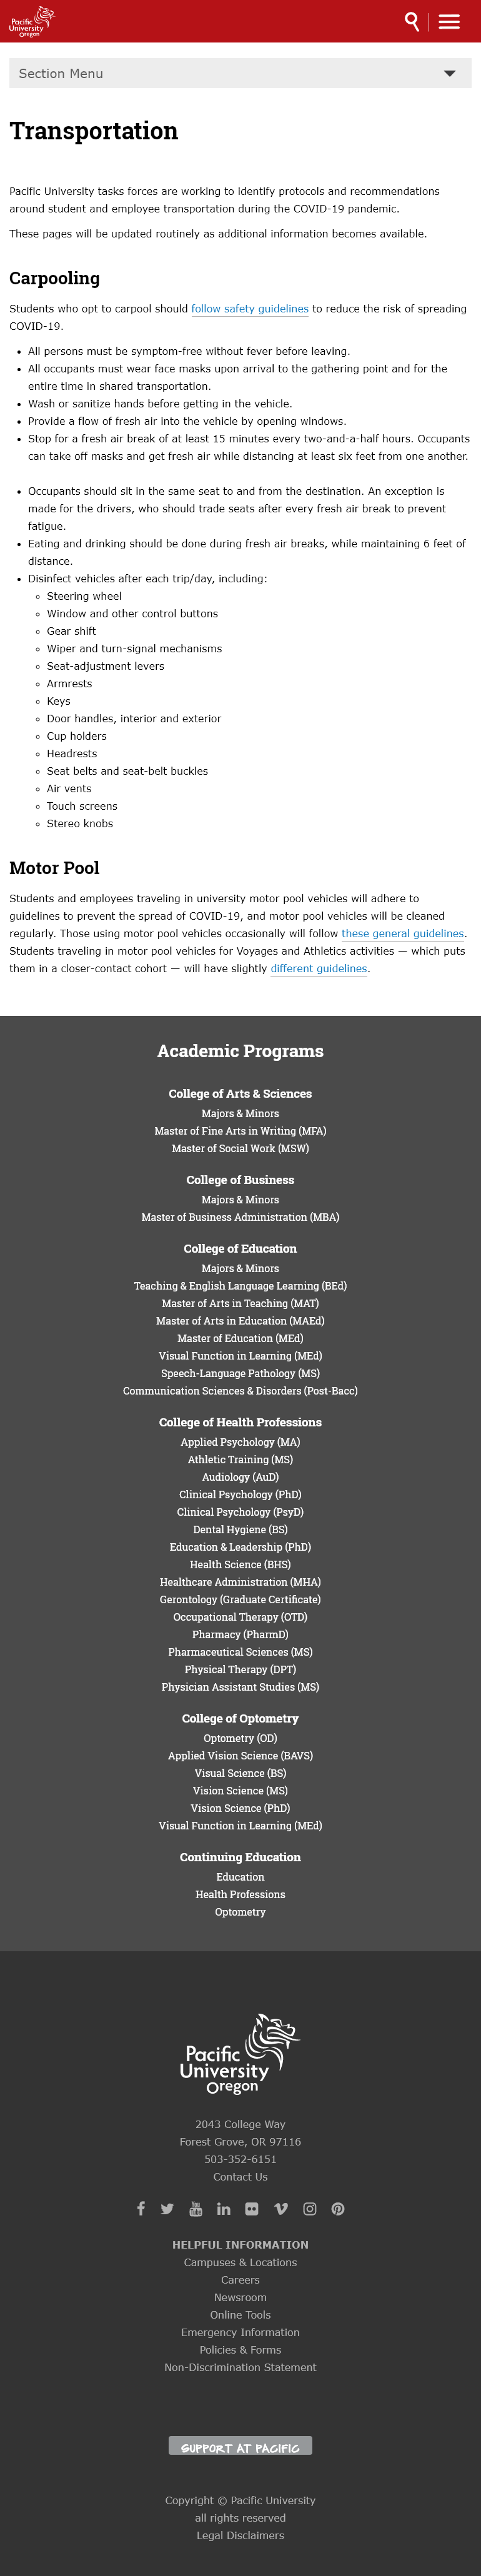 Pacific
University
Oregon
Section Menu
Transportation
Pacific University tasks forces are working to identify protocols and recommendations
around student and employee transportation during the COVID-19 pandemic.
These pages will be updated routinely as additional information becomes available.
Carpooling
Students who opt to carpool should follow safety guidelines to reduce the risk of spreading
COVID-19.
• All persons must be symptom-free without fever before leaving.
• All occupants must wear face masks upon arrival to the gathering point and for the
entire time in shared transportation.
• Wash or sanitize hands before getting in the vehicle.
• Provide a flow of fresh air into the vehicle by opening windows.
• Stop for a fresh air break of at least 15 minutes every two-and-a-half hours. Occupants
can take off masks and get fresh air while distancing at least six feet from one another.
• Occupants should sit in the same seat to and from the destination. An exception is
made for the drivers, who should trade seats after every fresh air break to prevent
fatigue.
• Eating and drinking should be done during fresh air breaks, while maintaining 6 feet of
distance.
• Disinfect vehicles after each trip/day, including:
◦ Steering wheel
◦ Window and other control buttons
◦ Gear shift
◦ Wiper and turn-signal mechanisms
◦ Seat-adjustment levers
◦ Armrests
◦ Keys
◦ Door handles, interior and exterior
◦ Cup holders
◦ Headrests
◦ Seat belts and seat-belt buckles
◦ Air vents
◦ Touch screens
◦ Stereo knobs
Motor Pool
Students and employees traveling in university motor pool vehicles will adhere to
guidelines to prevent the spread of COVID-19, and motor pool vehicles will be cleaned
regularly. Those using motor pool vehicles occasionally will follow these general guidelines.
Students traveling in motor pool vehicles for Voyages and Athletics activities — which puts
them in a closer-contact cohort — will have slightly different guidelines.
Academic Programs
College of Arts & Sciences
Majors & Minors
Master of Fine Arts in Writing (MFA)
Master of Social Work (MSW)
College of Business
Majors & Minors
Master of Business Administration (MBA)
College of Education
Majors & Minors
Teaching & English Language Learning (BEd)
Master of Arts in Teaching (MAT)
Master of Arts in Education (MAEd)
Master of Education (MEd)
Visual Function in Learning (MEd)
Speech-Language Pathology (MS)
Communication Sciences & Disorders (Post-Bacc)
College of Health Professions
Applied Psychology (MA)
Athletic Training (MS)
Audiology (AuD)
Clinical Psychology (PhD)
Clinical Psychology (PsyD)
Dental Hygiene (BS)
Education & Leadership (PhD)
Health Science (BHS)
Healthcare Administration (MHA)
Gerontology (Graduate Certificate)
Occupational Therapy (OTD)
Pharmacy (PharmD)
Pharmaceutical Sciences (MS)
Physical Therapy (DPT)
Physician Assistant Studies (MS)
College of Optometry
Optometry (OD)
Applied Vision Science (BAVS)
Visual Science (BS)
Vision Science (MS)
Vision Science (PhD)
Visual Function in Learning (MEd)
Continuing Education
Education
Health Professions
Optometry
Pacific
University
Oregon
2043 College Way
Forest Grove, OR 97116
503-352-6151
Contact Us
You Tube
HELPFUL INFORMATION
Campuses & Locations
Careers
Newsroom
Online Tools
Emergency Information
Policies & Forms
Non-Discrimination Statement
SUPPORT AT PACIFIC
Copyright © Pacific University
all rights reserved
Legal Disclaimers